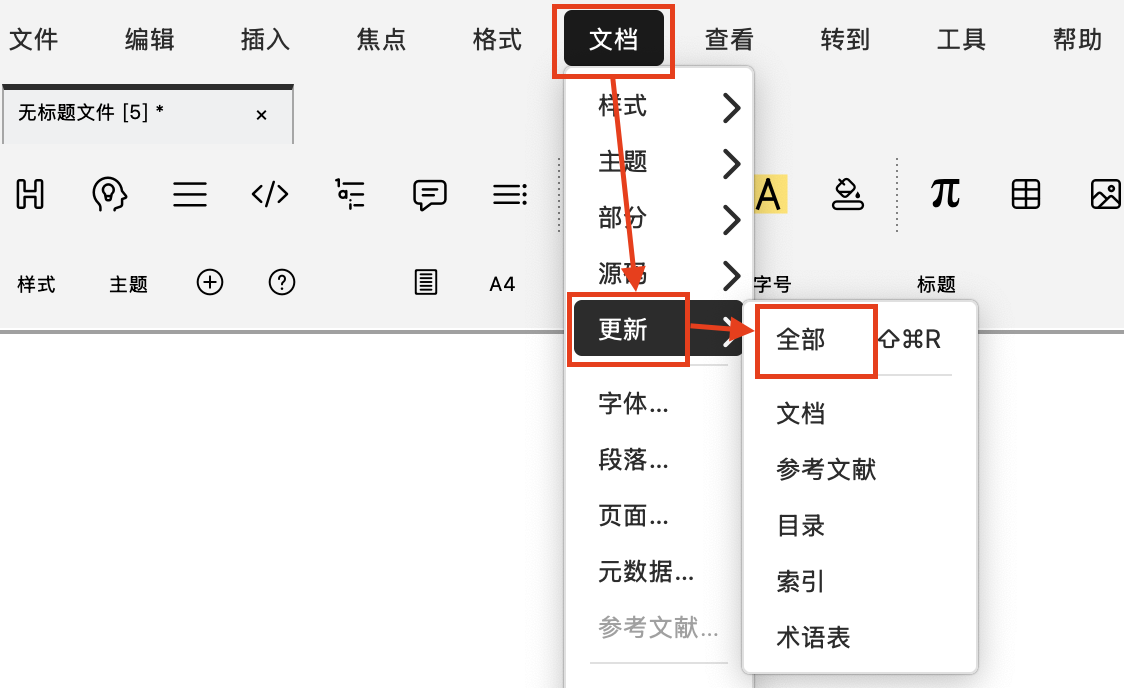 文件 编辑 插入 焦点 格式 文档 查看 转到 工具 帮助
无标题文件 [5] * ×
样式
主题
部分
源码
更新
字体...
段落...
页面...
元数据...
参考文献...
样式 主题 A4 字号 标题
全部 ⇧⌘R
文档
参考文献
目录
索引
术语表